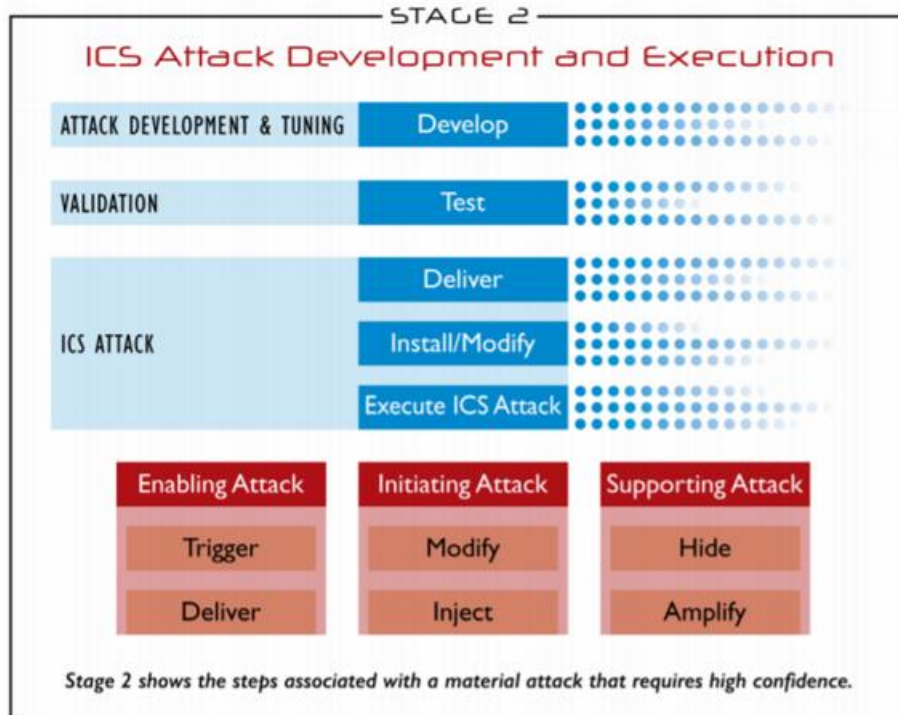 STAGE 2
ICS Attack Development and Execution
ATTACK DEVELOPMENT & TUNING
Develop
VALIDATION
Test
ICS ATTACK
Deliver
Install/Modify
Execute ICS Attack
Enabling Attack
Initiating Attack
Supporting Attack
Trigger
Modify
Hide
Deliver
Inject
Amplify
Stage 2 shows the steps associated with a material attack that requires high confidence.